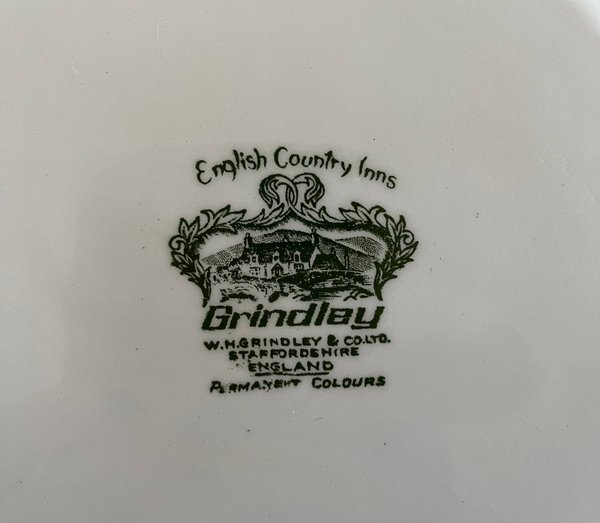 English Country Inns
Grindley
W.H.GRINDLEY & CO.LTD.
STAFFORDSHIRE
ENGLAND
PERMANENT COLOURS